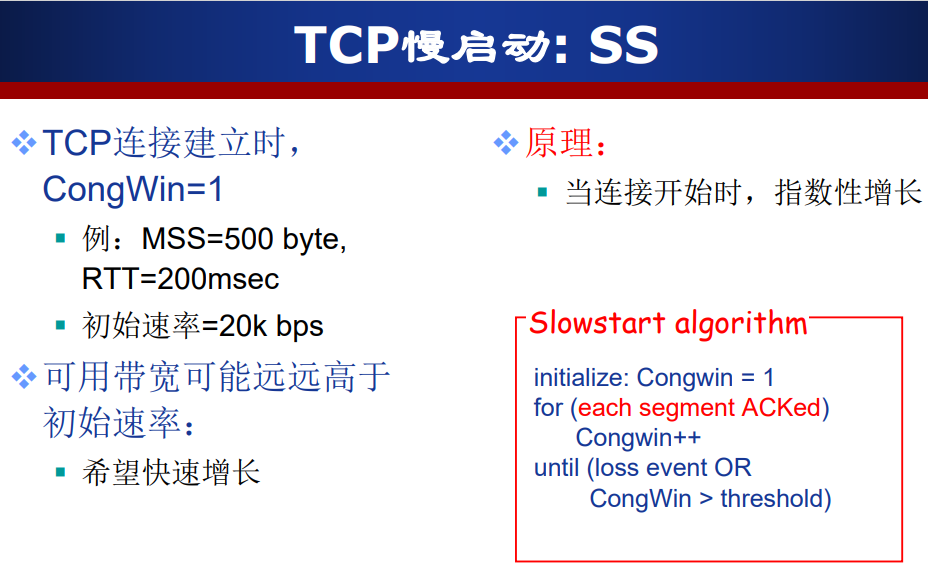 TCP慢启动: SS
TCP连接建立时，
CongWin=1
例：MSS=500 byte,
RTT=200msec
初始速率=20k bps
可用带宽可能远远高于
初始速率：
希望快速增长
原理：
当连接开始时，指数性增长
Slowstart algorithm
initialize: Congwin = 1
for (each segment ACKed)
Congwin++
until (loss event OR
CongWin > threshold)